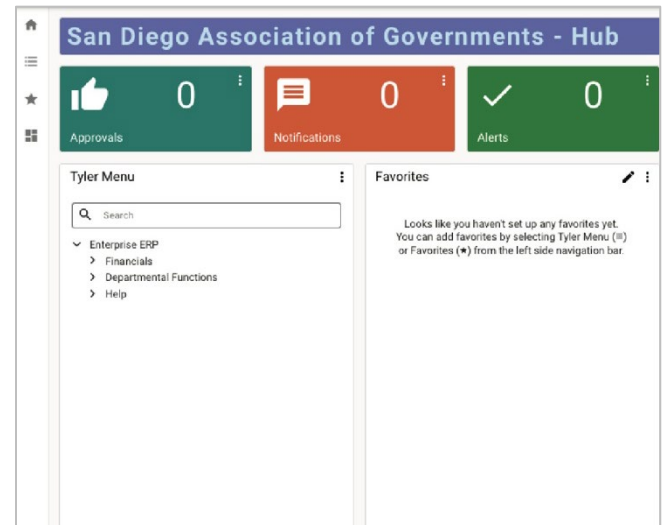 San Diego Association of Governments - Hub
0
Approvals
0
Notifications
0
Alerts
Tyler Menu
Search
Enterprise ERP
Financials
Departmental Functions
Help
Favorites
Looks like you haven't set up any favorites yet.
You can add favorites by selecting Tyler Menu (≡)
or Favorites (★) from the left side navigation bar.